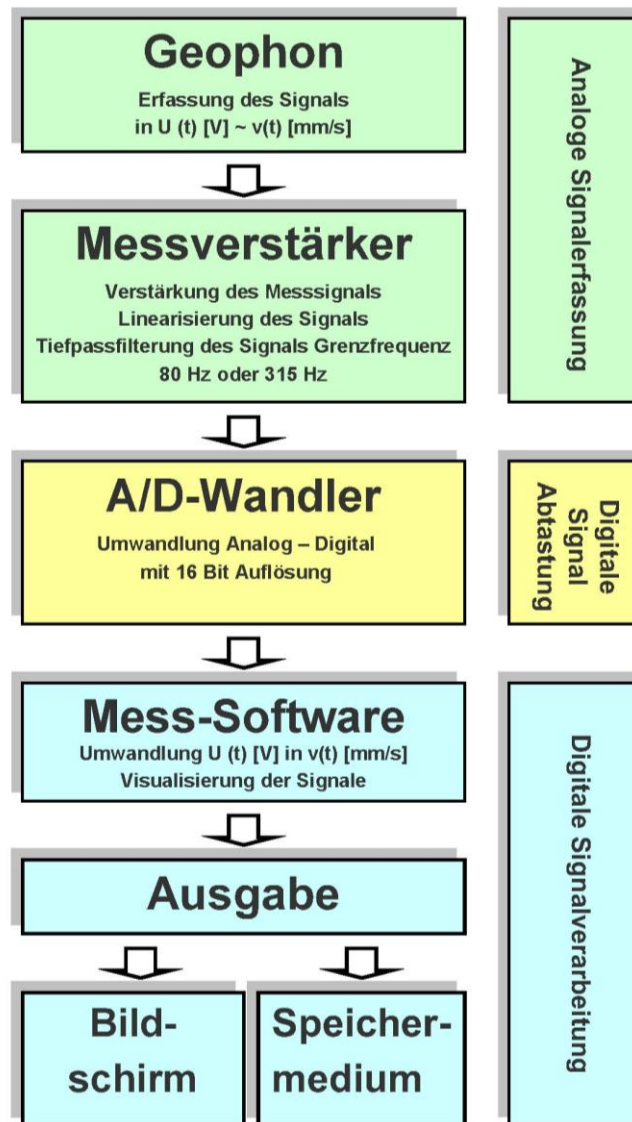 Geophon
Erfassung des Signals
in U (t) [V] ~ v(t) [mm/s]
Messverstärker
Verstärkung des Messsignals
Linearisierung des Signals
Tiefpassfilterung des Signals Grenzfrequenz
80 Hz oder 315 Hz
Analoge Signalerfassung
A/D-Wandler
Umwandlung Analog – Digital
mit 16 Bit Auflösung
Digitale
Signal
Abtastung
Mess-Software
Umwandlung U (t) [V] in v(t) [mm/s]
Visualisierung der Signale
Ausgabe
Bild-
schirm
Speicher-
medium
Digitale Signalverarbeitung